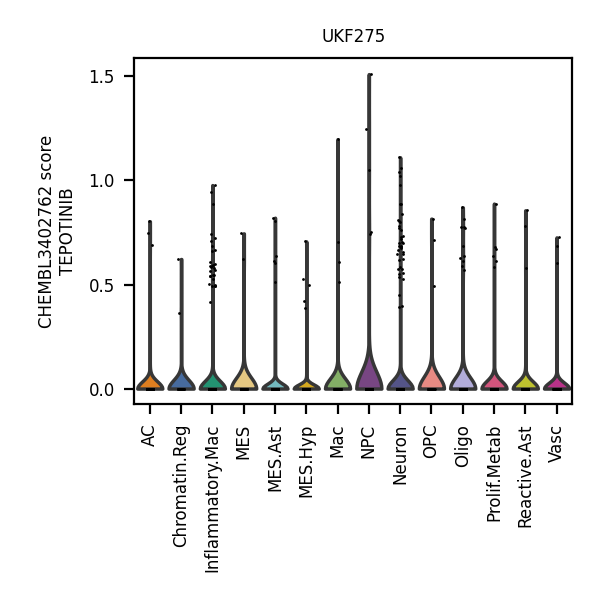 UKF275
CHEMBL3402762 score
TEPOTINIB
1.5
1.0
0.5
0.0
AC
Chromatin.Reg
Inflammatory.Mac
MES
MES.Ast
MES.Hyp
Mac
NPC
Neuron
OPC
Oligo
Prolif.Metab
Reactive.Ast
Vasc